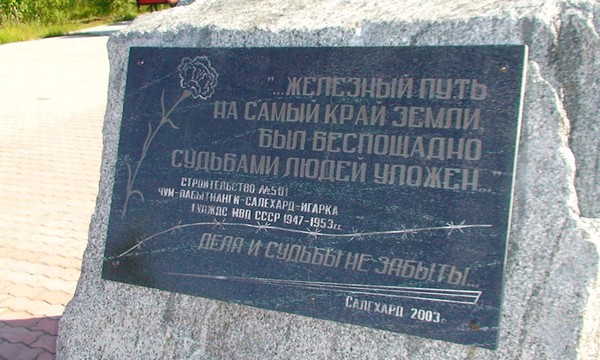 "...ЖЕЛЕЗНЫЙ ПУТЬ
НА САМЫЙ КРАЙ ЗЕМЛИ,
БЫЛ БЕСПОЩАДНО
СУДЬБАМИ ЛЮДЕЙ УЛОЖЕН..."
СТРОИТЕЛЬСТВО №501
ЧУМ-ЛАБЫТНАНГИ-САЛЕХАРД-ИГАРКА
ГУЛЖДС МВД СССР 1947-1953гг.
ДЕЛА И СУДЬБЫ НЕ ЗАБЫТЫ...
САЛЕХАРД 2003г.